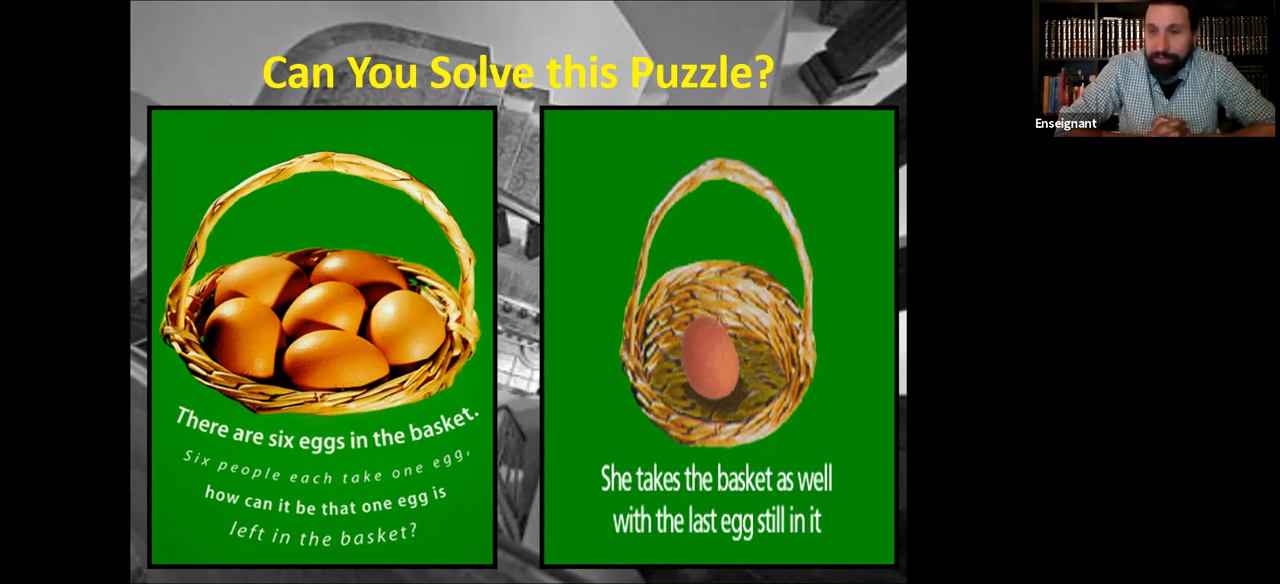 Can You Solve this Puzzle?
There are six eggs in the basket.
Six people each take one egg,
how can it be that one egg is
left in the basket?
She takes the basket as well
with the last egg still in it
Enseignant